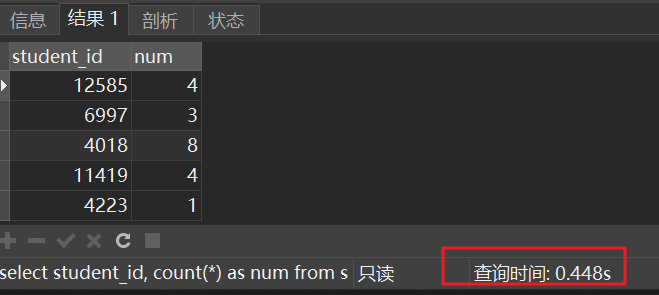 信息 结果 1 剖析 状态
student_id num
12585 4
6997 3
4018 8
11419 4
4223 1
select student_id, count(*) as num from s 只读 查询时间: 0.448s